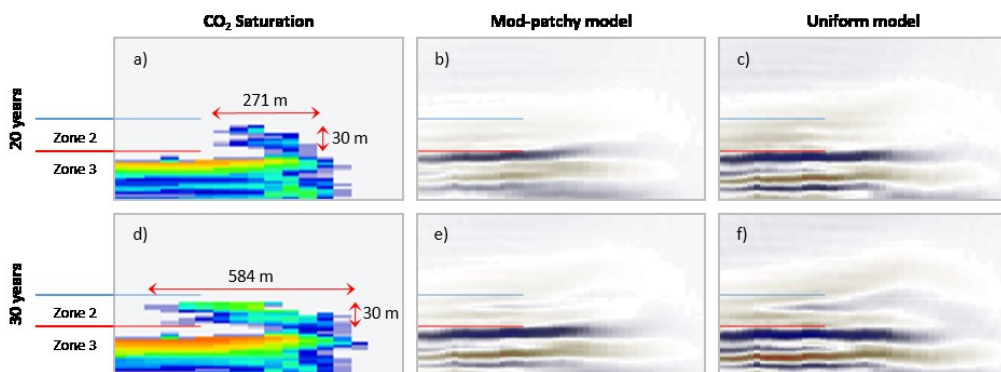 CO₂ Saturation
Mod-patchy model
Uniform model
20 years
a)
271 m
30 m
Zone 2
Zone 3
b)
c)
30 years
d)
584 m
30 m
Zone 2
Zone 3
e)
f)